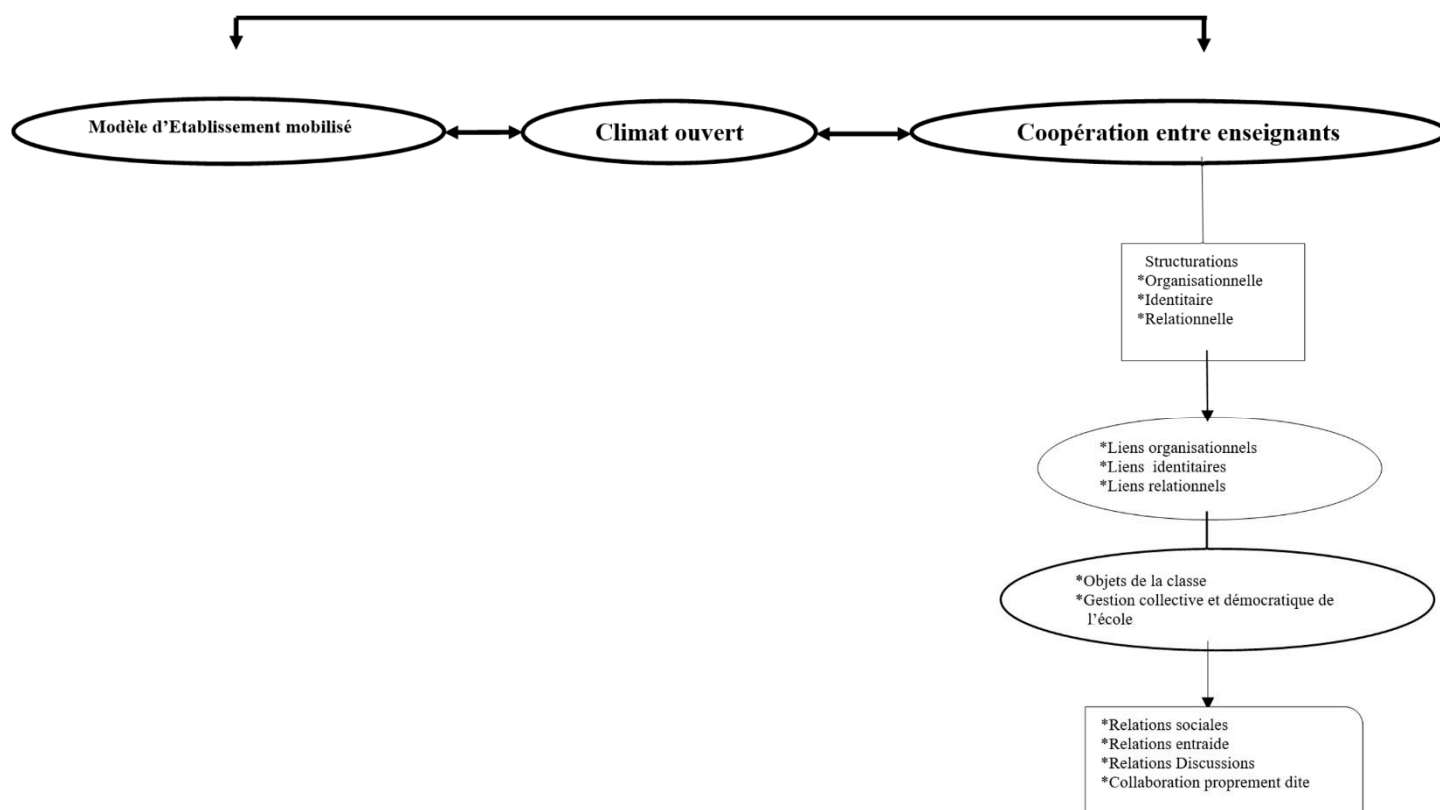 Modèle d'Etablissement mobilisé
Climat ouvert
Coopération entre enseignants
Structurations
*Organisationnelle
*Identitaire
*Relationnelle
*Liens organisationnels
*Liens identitaires
*Liens relationnels
*Objets de la classe
*Gestion collective et démocratique de
l'école
*Relations sociales
*Relations entraide
*Relations Discussions
*Collaboration proprement dite